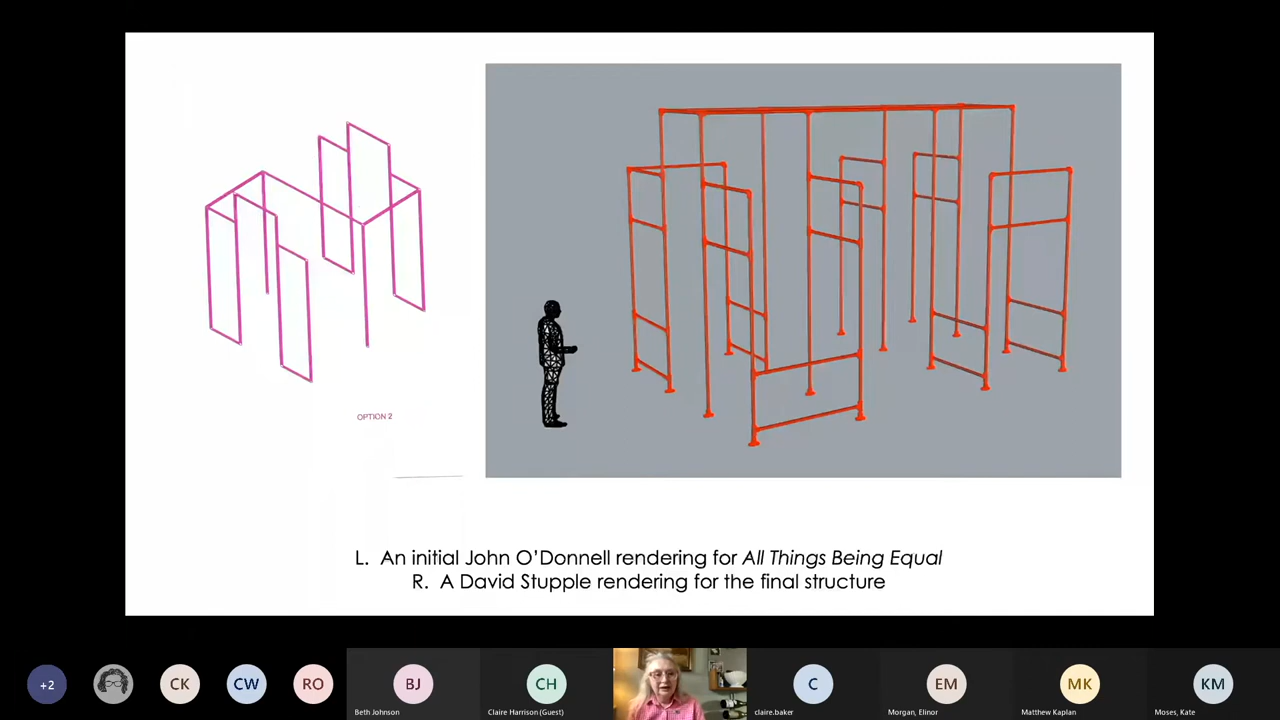 OPTION 2
L. An initial John O'Donnell rendering for All Things Being Equal
R. A David Stupple rendering for the final structure
+2
CK
CW
RO
BJ
CH
C
EM
MK
KM
Beth Johnson
Claire Harrison (Guest)
claire.baker
Morgan, Elinor
Matthew Kaplan
Moses, Kate